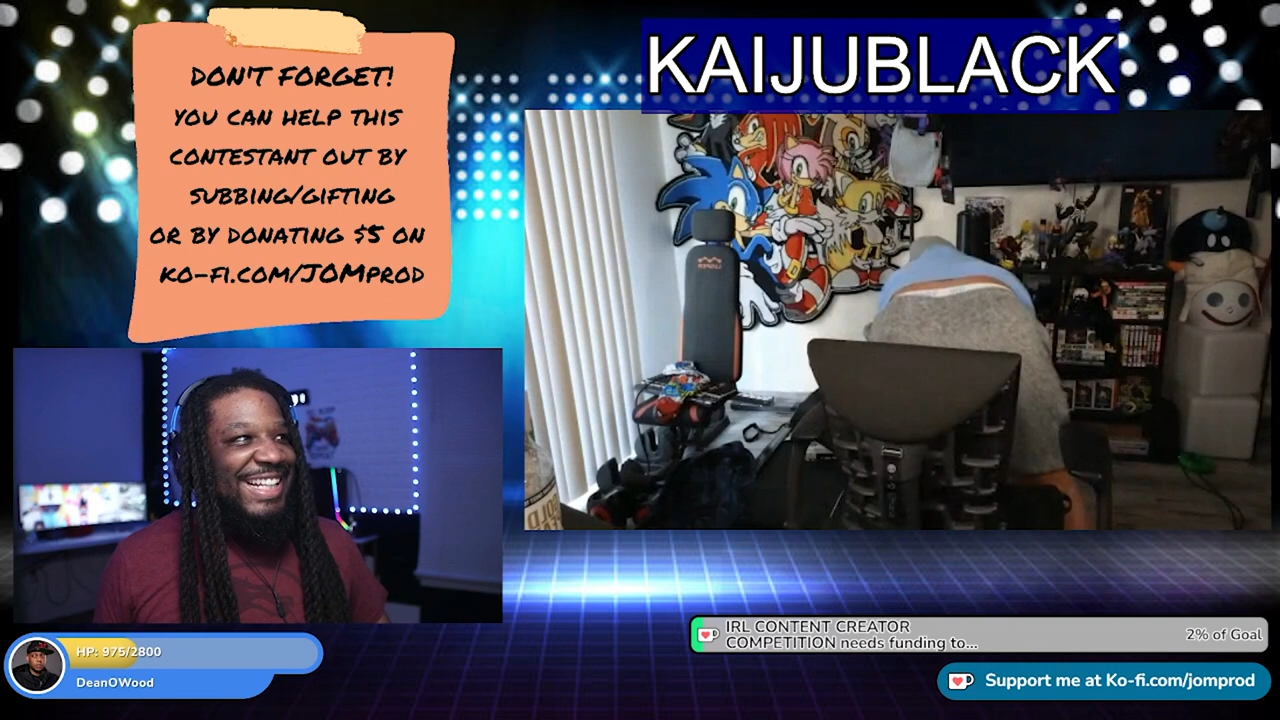 DON'T FORGET!
YOU CAN HELP THIS
CONTESTANT OUT BY
SUBBING/GIFTING
OR BY DONATING $5 ON
KO-FI.COM/JOMPROD
KAIJUBLACK
HP: 975/2800
DeanOWood
IRL CONTENT CREATOR
COMPETITION needs funding to...
2% of Goal
Support me at Ko-fi.com/jomprod